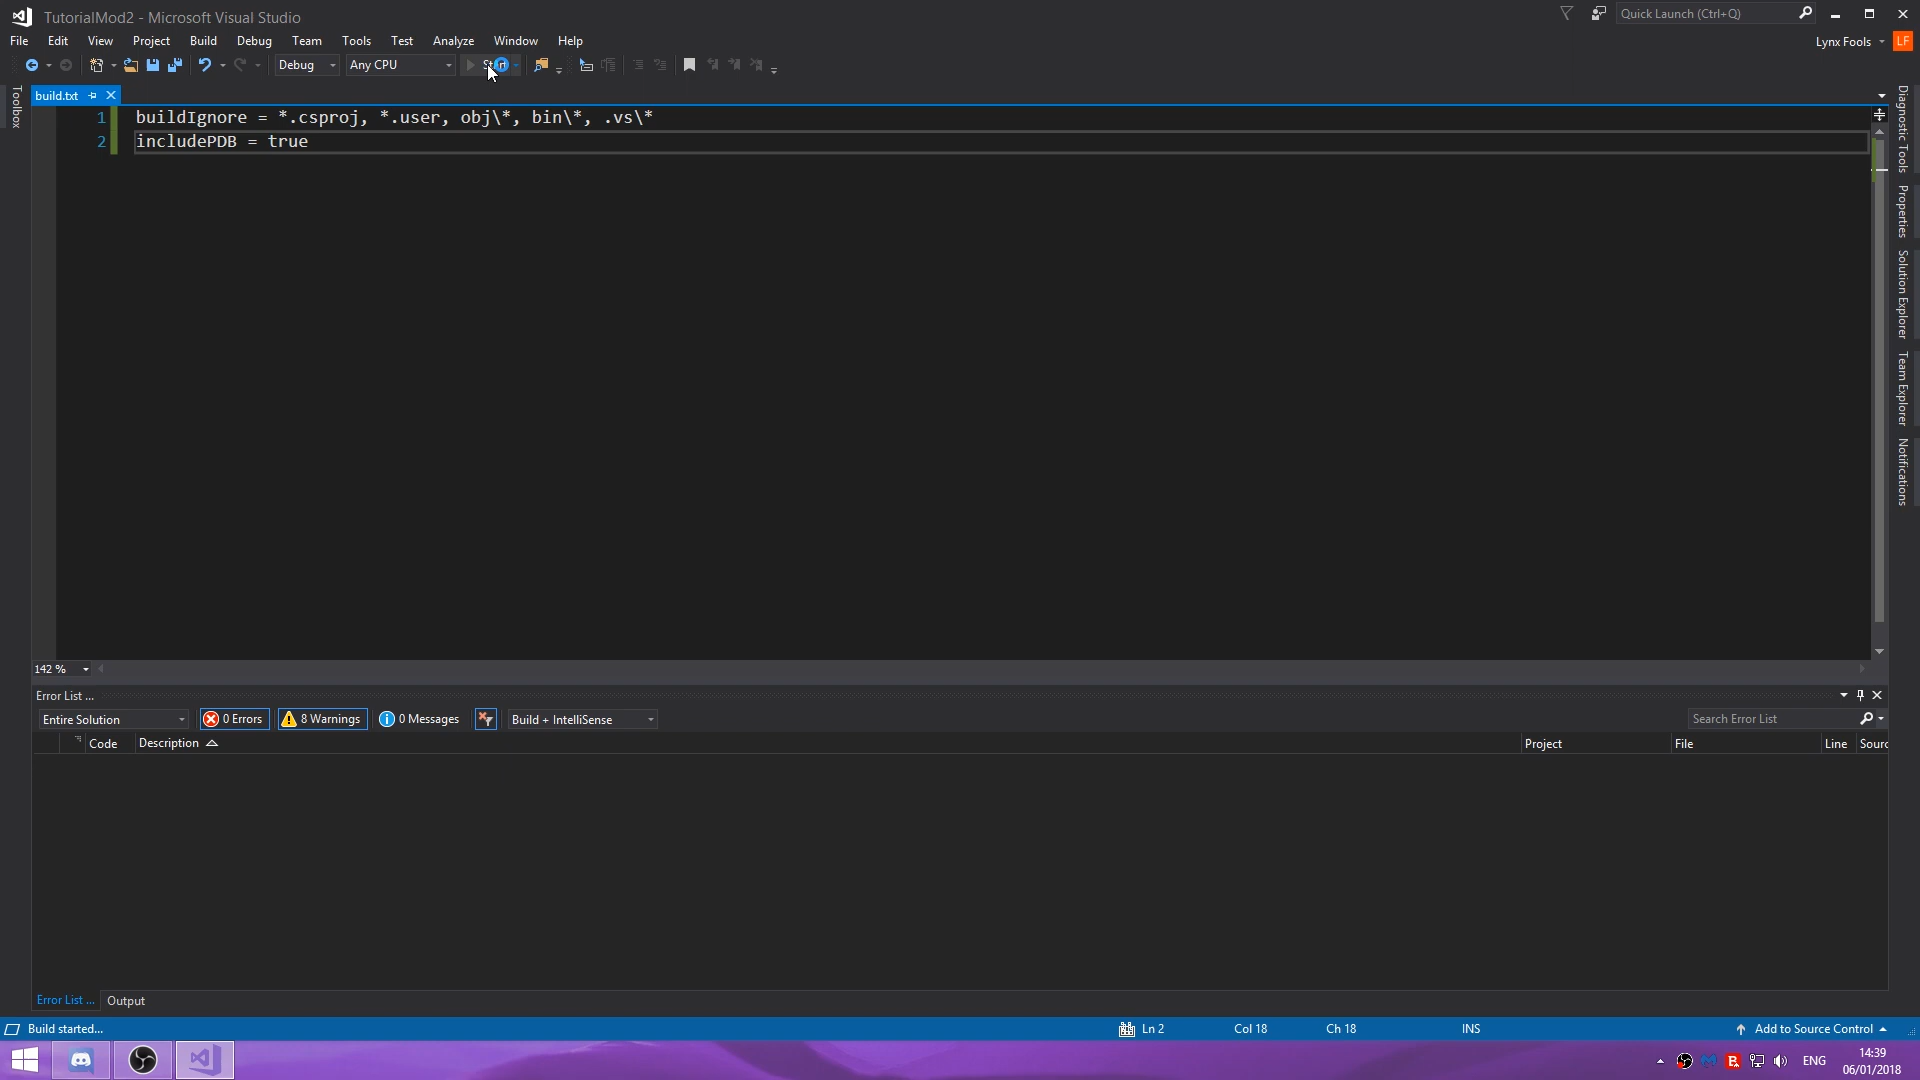 TutorialMod2 - Microsoft Visual Studio
Quick Launch (Ctrl+Q)
File Edit View Project Build Debug Team Tools Test Analyze Window Help
Lynx Fools LF
Debug Any CPU
build.txt
Toolbox
1 buildIgnore = *.csproj, *.user, obj\*, bin\*, .vs\*
2 includePDB = true
Diagnostic Tools
Properties
Solution Explorer
Team Explorer
Notifications
142 %
Error List ...
Entire Solution 0 Errors 8 Warnings 0 Messages Build + IntelliSense Search Error List
Code Description Project File Line Sourc
Error List ... Output
Build started... Ln 2 Col 18 Ch 18 INS Add to Source Control
ENG 14:39
06/01/2018